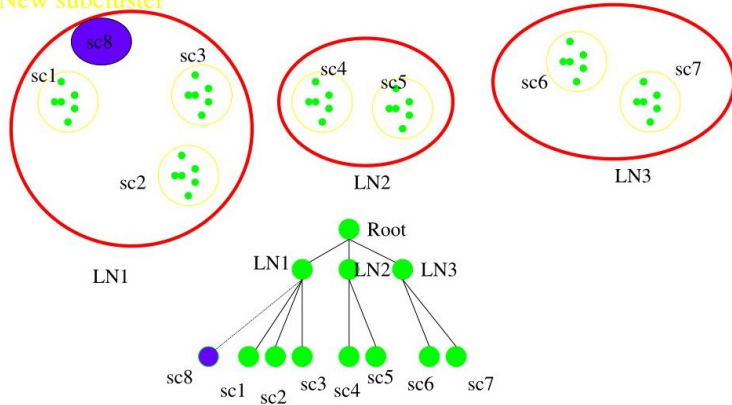 New subcluster
sc8
sc3
sc1
sc2
LN1
sc4
sc5
LN2
sc6
sc7
LN3
Root
LN1
LN2
LN3
sc8
sc1
sc2
sc3
sc4
sc5
sc6
sc7